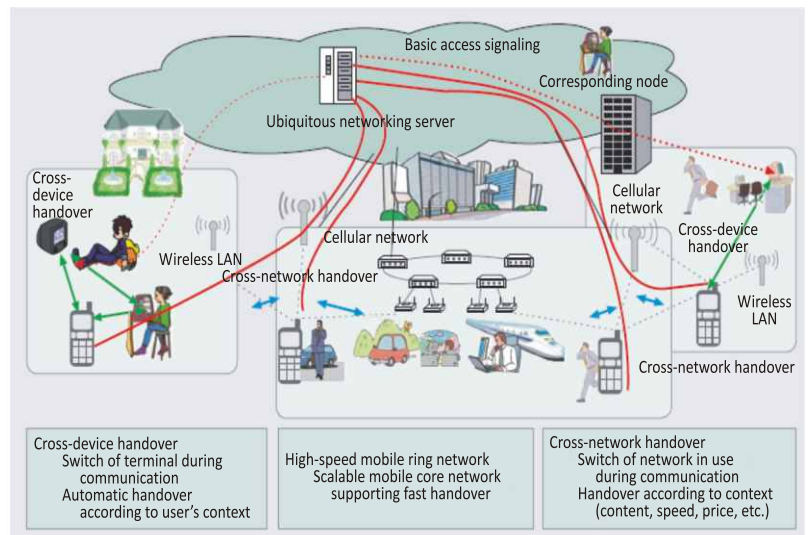 Basic access signaling
Corresponding node
Ubiquitous networking server
Cross-
device
handover
Cellular
network
Cellular network
Cross-device
handover
Wireless LAN
Cross-network handover
Wireless
LAN
Cross-network handover
Cross-device handover
Switch of terminal during
communication
Automatic handover
according to user's context
High-speed mobile ring network
Scalable mobile core network
supporting fast handover
Cross-network handover
Switch of network in use
during communication
Handover according to context
(content, speed, price, etc.)